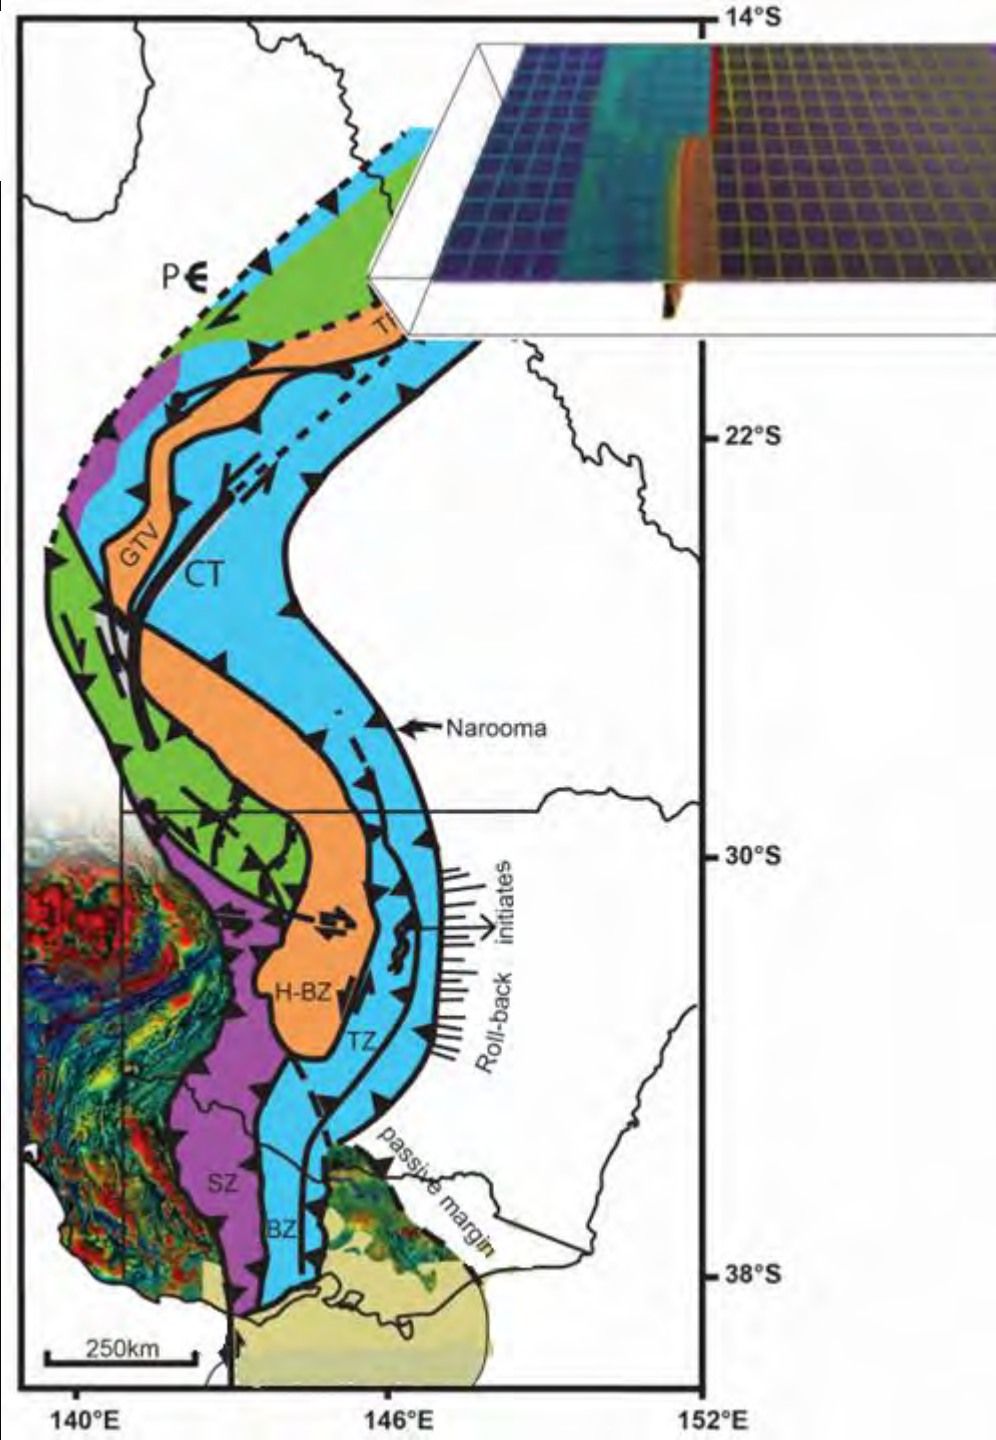 14°S
P€
T
22°S
GTV
CT
Narooma
30°S
Roll-back initiates
H-BZ
TZ
passive margin
SZ
BZ
38°S
250km
140°E
146°E
152°E